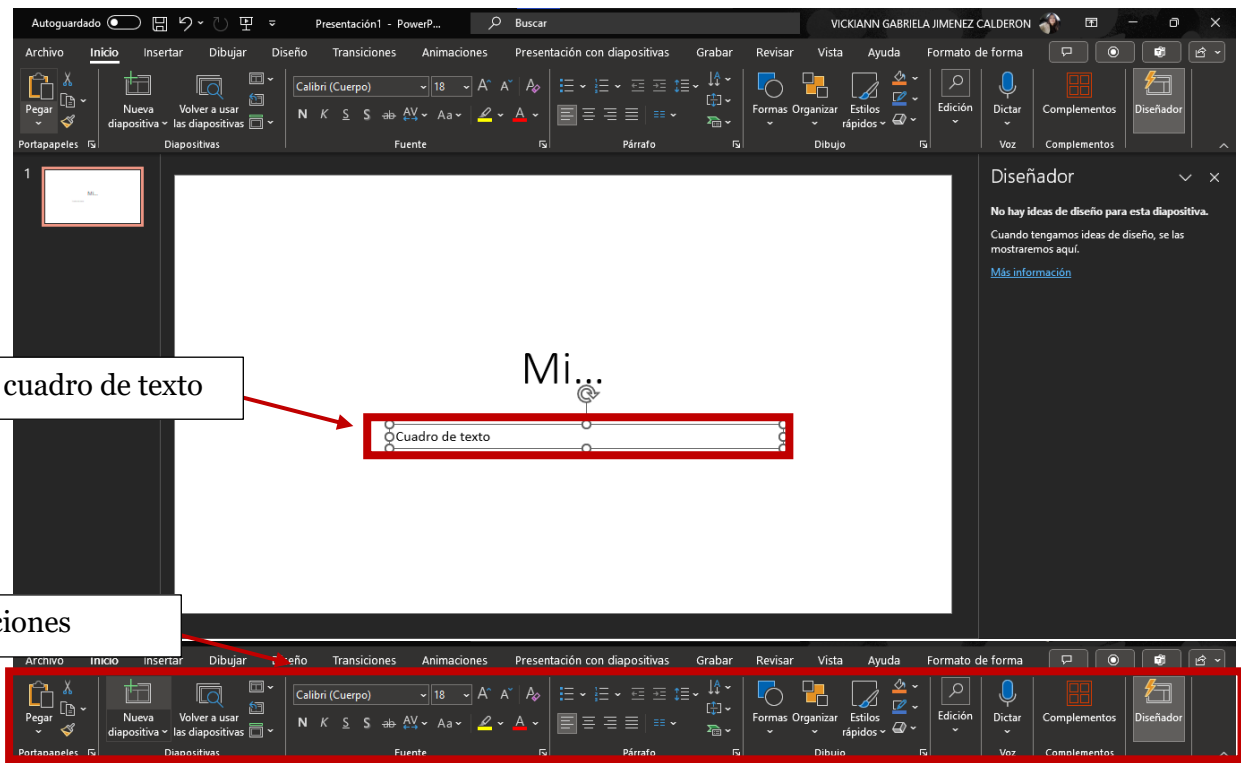 Autoguardado
Presentación1 - PowerP...
Buscar
VICKIANN GABRIELA JIMENEZ CALDERON
Archivo Inicio Insertar Dibujar Diseño Transiciones Animaciones Presentación con diapositivas Grabar Revisar Vista Ayuda Formato de forma
Pegar
Nueva diapositiva
Volver a usar las diapositivas
Calibri (Cuerpo) 18
N K S S ab AV Aa A
Formas Organizar Estilos rápidos
Edición
Dictar
Complementos
Diseñador
Portapapeles Diapositivas Fuente Párrafo Dibujo Voz Complementos
1
Mi...
Diseñador
No hay ideas de diseño para esta diapositiva.
Cuando tengamos ideas de diseño, se las
mostraremos aquí.
Más información
Mi...
cuadro de texto
Cuadro de texto
ciones
Archivo Inicio Insertar Dibujar Diseño Transiciones Animaciones Presentación con diapositivas Grabar Revisar Vista Ayuda Formato de forma
Pegar
Nueva diapositiva
Volver a usar las diapositivas
Calibri (Cuerpo) 18
N K S S ab AV Aa A
Formas Organizar Estilos rápidos
Edición
Dictar
Complementos
Diseñador
Portapapeles Diapositivas Fuente Párrafo Dibujo Voz Complementos